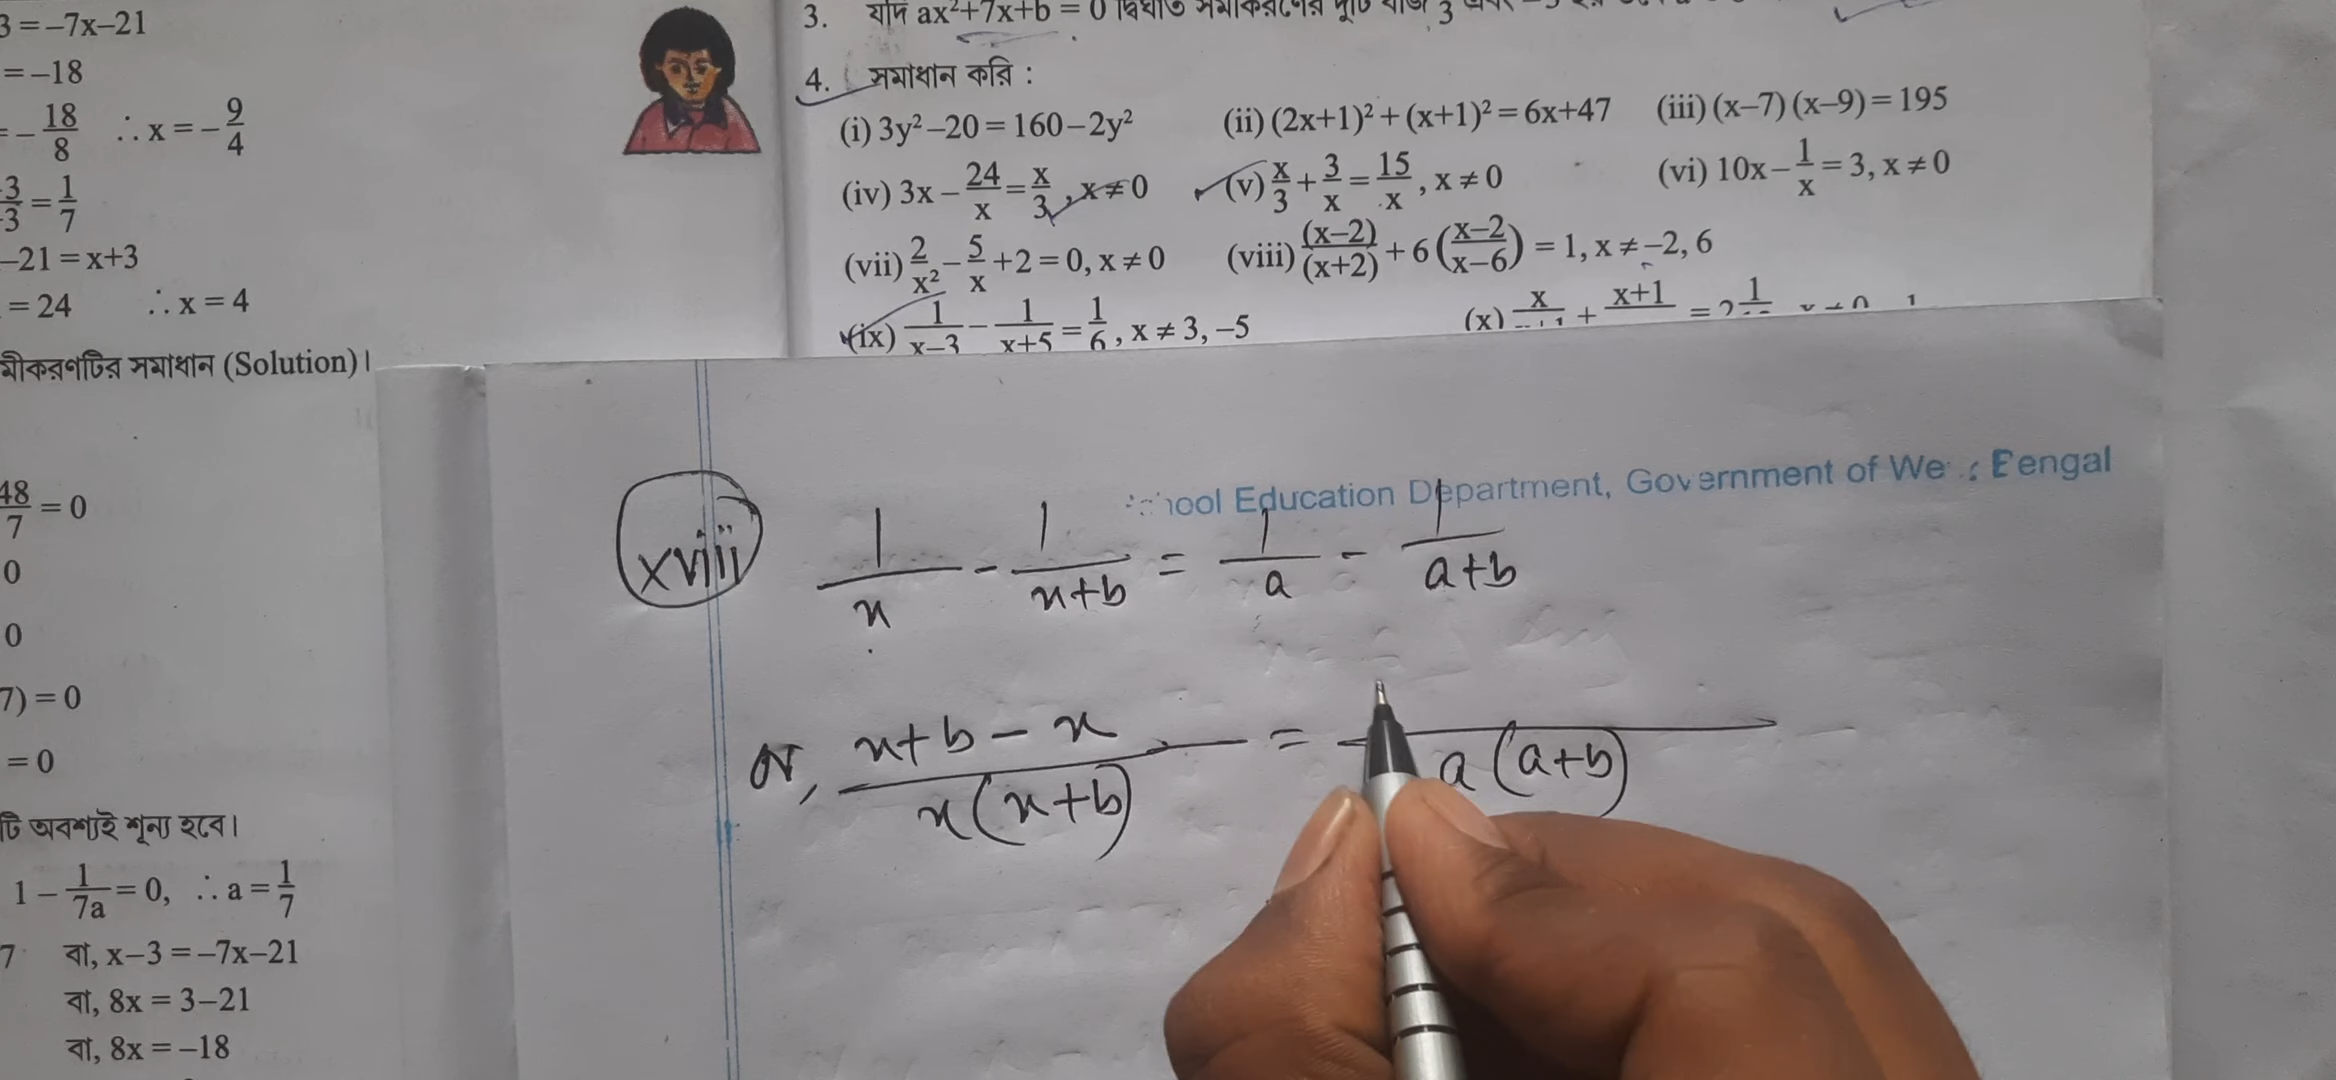 3 = –7x–21
= –18
= – 18/8 ∴ x = – 9/4
3/3 = 1/7
–21 = x+3
= 24 ∴ x = 4
মীকরণটির সমাধান (Solution)।
48/7 = 0
0
0
7) = 0
= 0
টি অবশ্যই শূন্য হবে।
1 – 1/7a = 0, ∴ a = 1/7
7 বা, x–3 = –7x–21
বা, 8x = 3–21
বা, 8x = –18
3. যদি ax²+7x+b = 0 দ্বিঘাত সমীকরণের দুটি বীজ 3
4. সমাধান করি :
(i) 3y²–20 = 160–2y² (ii) (2x+1)² + (x+1)² = 6x+47 (iii) (x–7) (x–9) = 195
(iv) 3x – 24/x = x/3, x ≠ 0 (v) x/3 + 3/x = 15/x, x ≠ 0 (vi) 10x – 1/x = 3, x ≠ 0
(vii) 2/x² – 5/x + 2 = 0, x ≠ 0 (viii) (x–2)/(x+2) + 6 (x–2/x–6) = 1, x ≠ –2, 6
(ix) 1/x–3 – 1/x+5 = 1/6, x ≠ 3, –5 (x) x + x+1 = 2 1
School Education Department, Government of We Bengal
xviii 1/x - 1/x+b = 1/a - 1/a+b
or, x+b-x/x(x+b) = /a(a+b)